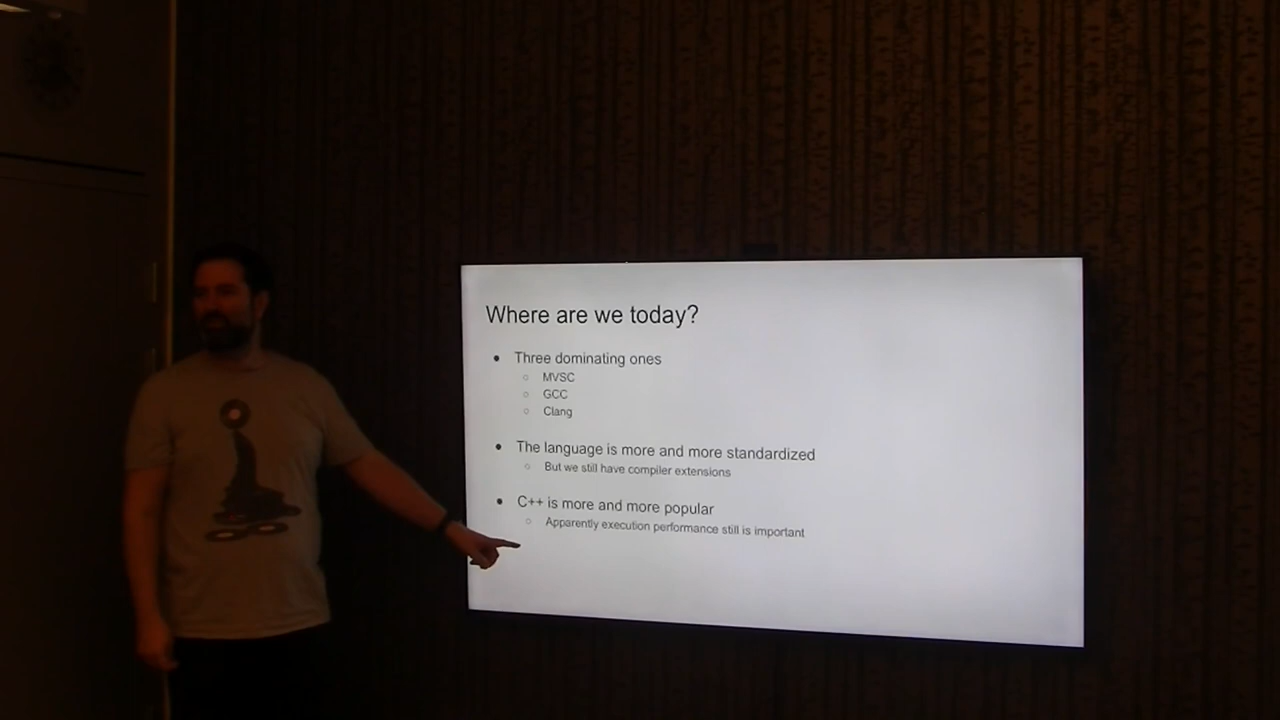 Where are we today?
Three dominating ones
MVSC
GCC
Clang
The language is more and more standardized
But we still have compiler extensions
C++ is more and more popular
Apparently execution performance still is important